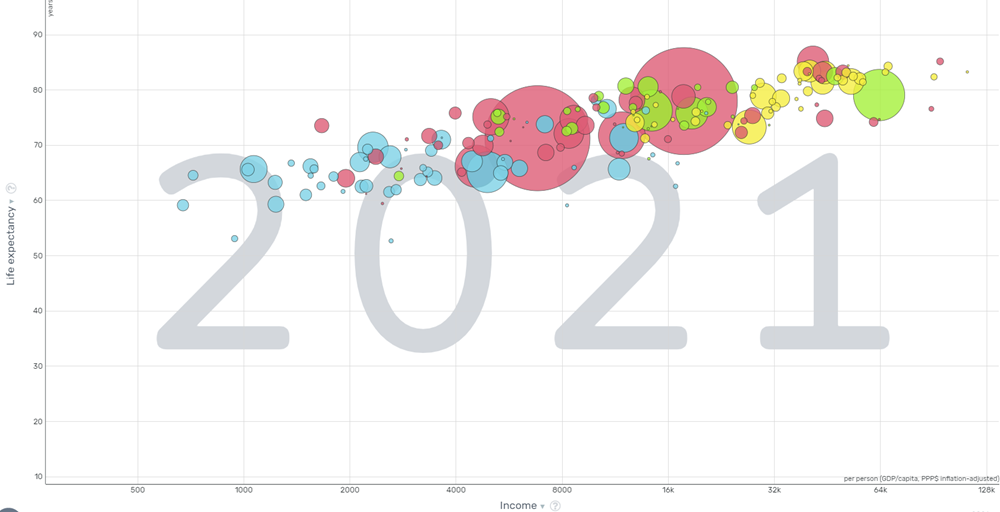 years
90
80
70
60
50
40
30
20
10
Life expectancy ▾ ?
2021
per person (GDP/capita, PPP$ inflation-adjusted)
500 1000 2000 4000 8000 16k 32k 64k 128k
Income ▾ ?